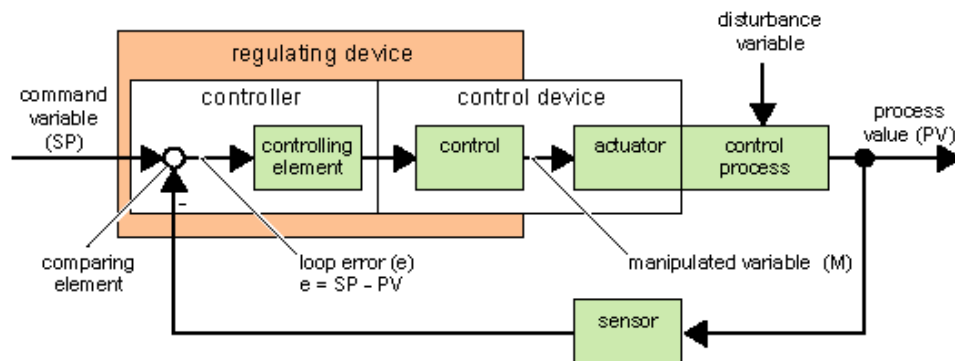 disturbance
variable
regulating device
command
variable
(SP)
controller
control device
process
value (PV)
controlling
element
control
actuator
control
process
-
comparing
element
loop error (e)
e = SP - PV
manipulated variable (M)
sensor